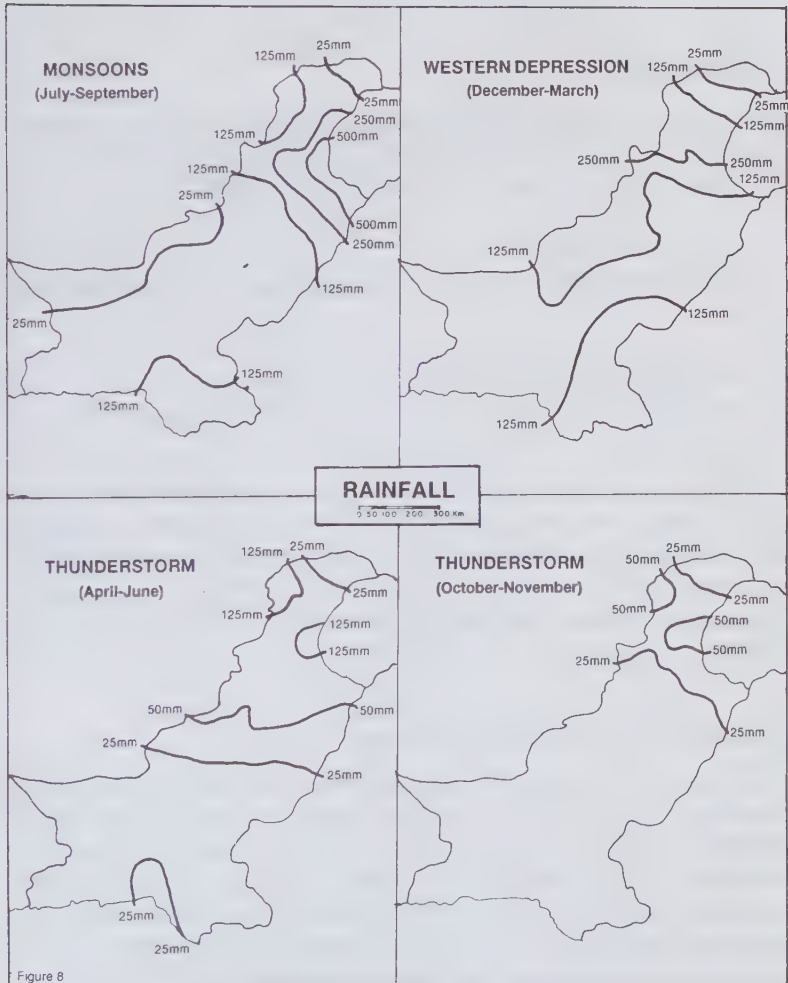 MONSOONS
(July-September)
125mm
25mm
25mm
250mm
500mm
125mm
125mm
25mm
500mm
250mm
125mm
25mm
125mm
125mm
WESTERN DEPRESSION
(December-March)
25mm
125mm
25mm
125mm
250mm
250mm
125mm
125mm
125mm
125mm
RAINFALL
0 50 100 200 300 Km
THUNDERSTORM
(April-June)
125mm
25mm
25mm
125mm
125mm
125mm
50mm
50mm
25mm
25mm
25mm
25mm
THUNDERSTORM
(October-November)
25mm
50mm
25mm
50mm
50mm
50mm
25mm
25mm
Figure 8